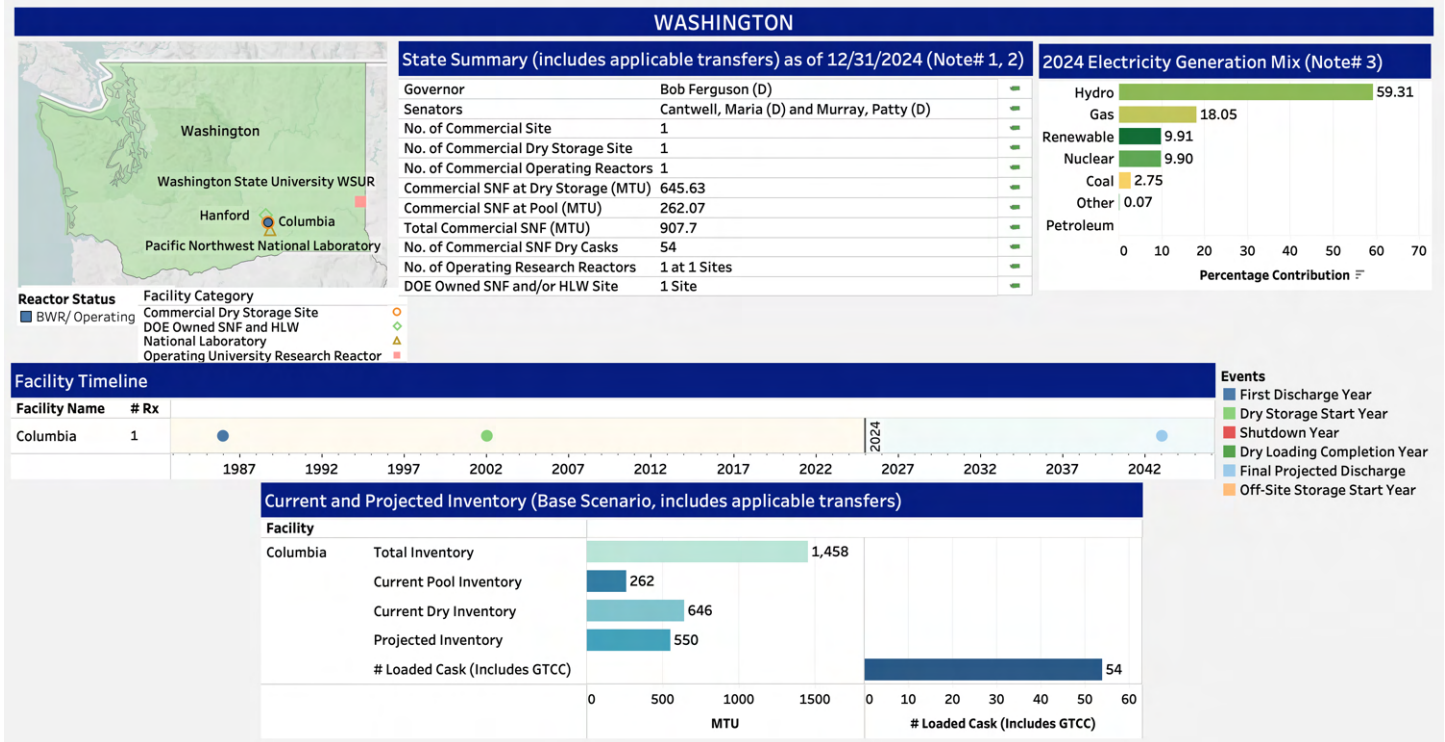 WASHINGTON
Washington
Washington State University WSUR
Hanford
Columbia
Pacific Northwest National Laboratory
Reactor Status
BWR/ Operating
Facility Category
Commercial Dry Storage Site
DOE Owned SNF and HLW
National Laboratory
Operating University Research Reactor
State Summary (includes applicable transfers) as of 12/31/2024 (Note# 1, 2)
Governor Bob Ferguson (D)
Senators Cantwell, Maria (D) and Murray, Patty (D)
No. of Commercial Site 1
No. of Commercial Dry Storage Site 1
No. of Commercial Operating Reactors 1
Commercial SNF at Dry Storage (MTU) 645.63
Commercial SNF at Pool (MTU) 262.07
Total Commercial SNF (MTU) 907.7
No. of Commercial SNF Dry Casks 54
No. of Operating Research Reactors 1 at 1 Sites
DOE Owned SNF and/or HLW Site 1 Site
2024 Electricity Generation Mix (Note# 3)
Hydro 59.31
Gas 18.05
Renewable 9.91
Nuclear 9.90
Coal 2.75
Other 0.07
Petroleum
0 10 20 30 40 50 60 70
Percentage Contribution
Facility Timeline
Facility Name # Rx
Columbia 1
2024
1987 1992 1997 2002 2007 2012 2017 2022 2027 2032 2037 2042
Events
First Discharge Year
Dry Storage Start Year
Shutdown Year
Dry Loading Completion Year
Final Projected Discharge
Off-Site Storage Start Year
Current and Projected Inventory (Base Scenario, includes applicable transfers)
Facility
Columbia Total Inventory 1,458
Current Pool Inventory 262
Current Dry Inventory 646
Projected Inventory 550
# Loaded Cask (Includes GTCC) 54
0 500 1000 1500 0 10 20 30 40 50 60
MTU # Loaded Cask (Includes GTCC)